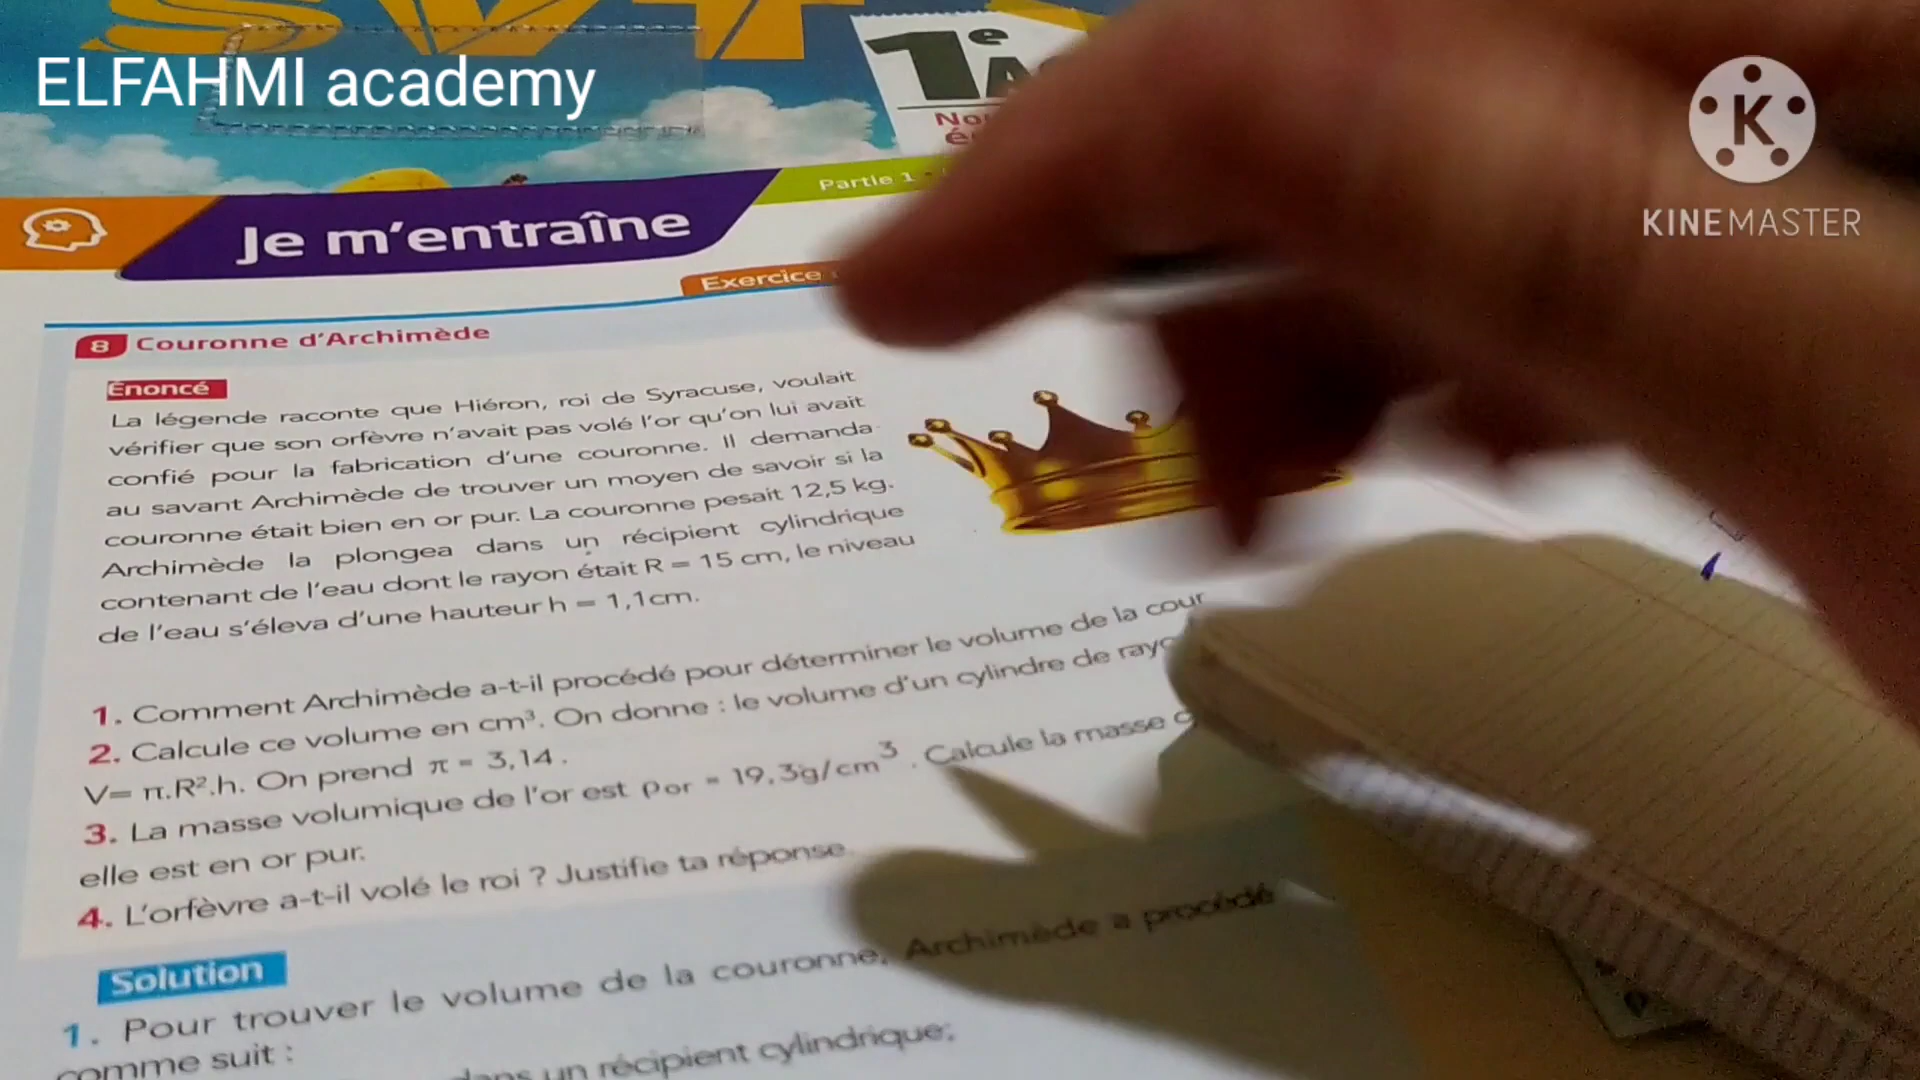 SVT
ELFAHMI academy
1e
K
KINEMASTER
Partie 1
Je m'entraîne
Exercice
8 Couronne d'Archimède
Énoncé
La légende raconte que Hiéron, roi de Syracuse, voulait
vérifier que son orfèvre n'avait pas volé l'or qu'on lui avait
confié pour la fabrication d'une couronne. Il demanda
au savant Archimède de trouver un moyen de savoir si la
couronne était bien en or pur. La couronne pesait 12,5 kg.
Archimède la plongea dans un récipient cylindrique
contenant de l'eau dont le rayon était R = 15 cm, le niveau
de l'eau s'éleva d'une hauteur h = 1,1cm.
1. Comment Archimède a-t-il procédé pour déterminer le volume de la cour
2. Calcule ce volume en cm³. On donne : le volume d'un cylindre de rayo
V= π.R².h. On prend π = 3,14.
3. La masse volumique de l'or est ρor = 19,3g/cm³. Calcule la masse
elle est en or pur.
4. L'orfèvre a-t-il volé le roi ? Justifie ta réponse.
Solution
1. Pour trouver le volume de la couronne, Archimède a procédé
comme suit :
dans un récipient cylindrique;